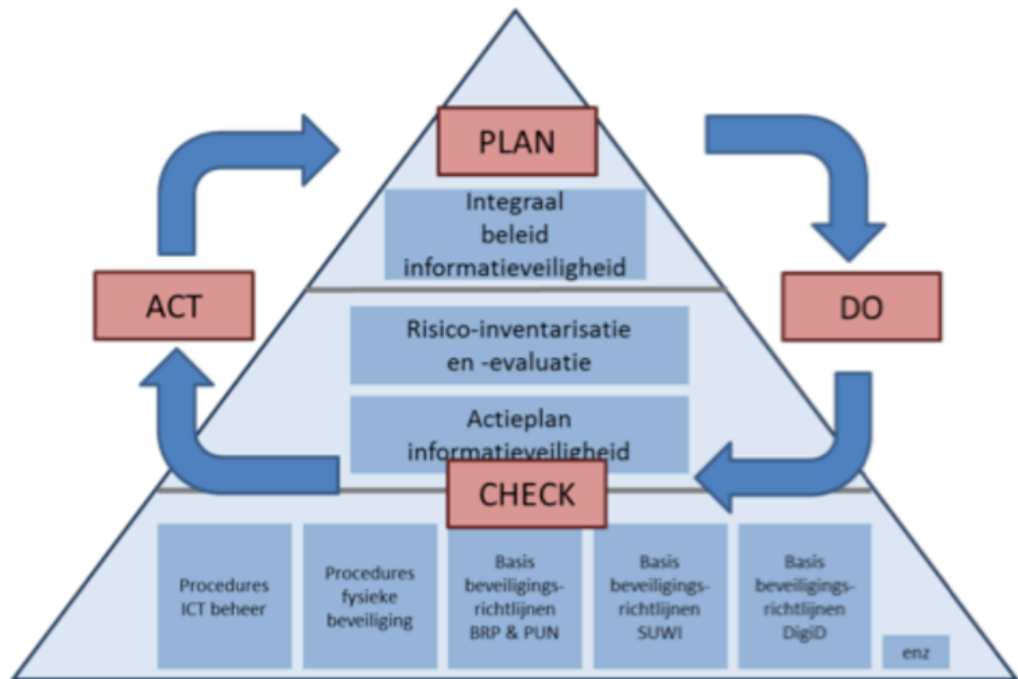 PLAN
Integraal
beleid
informatieveiligheid
ACT
DO
Risico-inventarisatie
en -evaluatie
Actieplan
informatieveiligheid
CHECK
Procedures
ICT beheer
Procedures
fysieke
beveiliging
Basis
beveiligings-
richtlijnen
BRP & PUN
Basis
beveiligings-
richtlijnen
SUWI
Basis
beveiligings-
richtlijnen
DigiD
enz